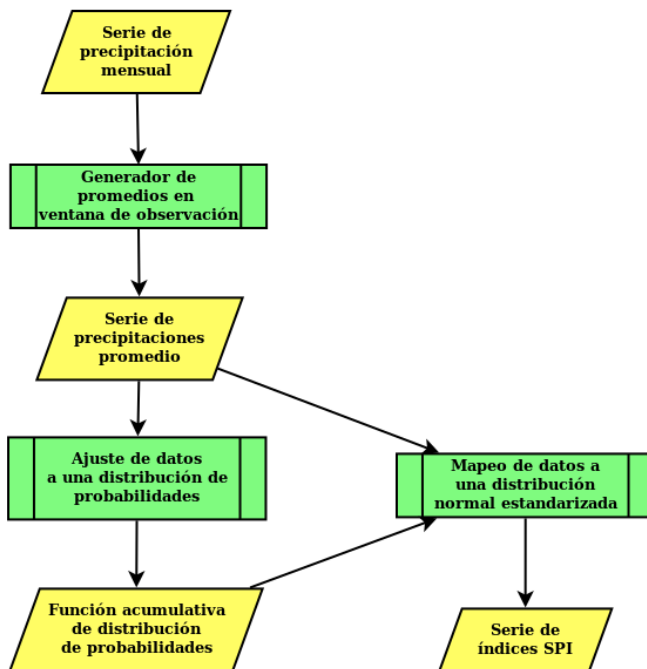 Serie de
precipitación
mensual
Generador de
promedios en
ventana de observación
Serie de
precipitaciones
promedio
Ajuste de datos
a una distribución de
probabilidades
Mapeo de datos a
una distribución
normal estandarizada
Función acumulativa
de distribución
de probabilidades
Serie de
índices SPI